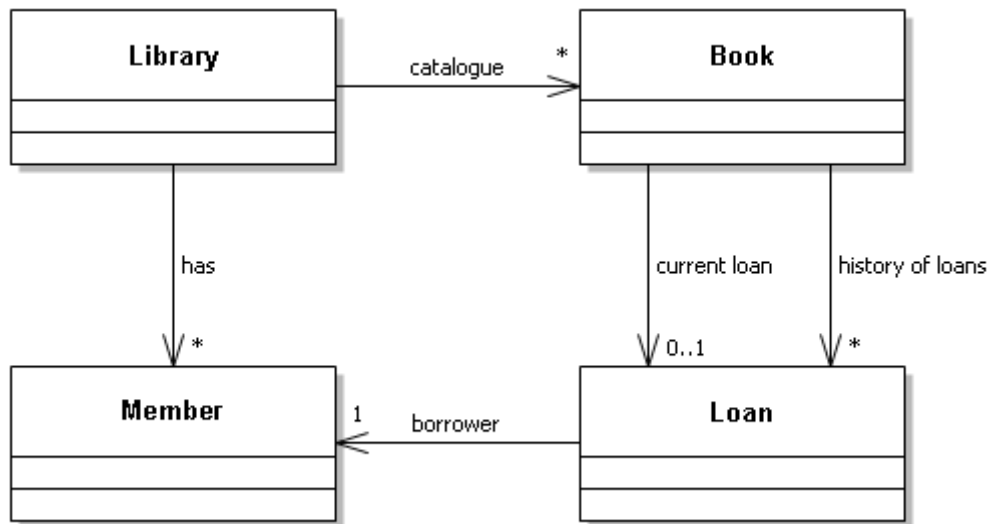 Library
Book
catalogue
*
has
current loan
history of loans
*
0..1
*
Member
Loan
1
borrower